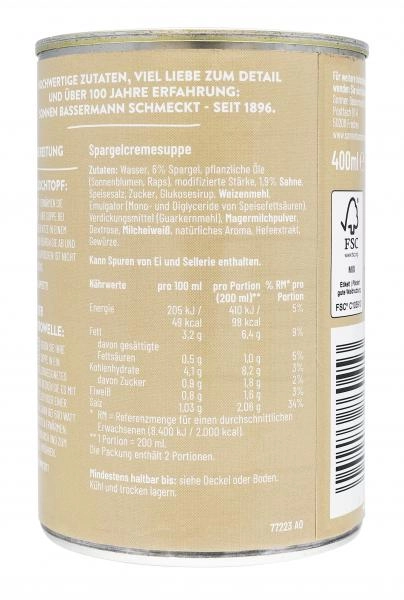 HOCHWERTIGE ZUTATEN, VIEL LIEBE ZUM DETAIL
UND ÜBER 100 JAHRE ERFAHRUNG:
SONNEN BASSERMANN SCHMECKT - SEIT 1896.
Spargelcremesuppe
Zutaten: Wasser, 6% Spargel, pflanzliche Öle
(Sonnenblumen, Raps), modifizierte Stärke, 1,9% Sahne,
Speisesalz, Zucker, Glukosesirup, Weizenmehl,
Emulgator (Mono- und Diglyceride von Speisefettsäuren),
Verdickungsmittel (Guarkernmehl), Magermilchpulver,
Dextrose, Milcheiweiß, natürliches Aroma, Hefeextrakt,
Gewürze.
Kann Spuren von Ei und Sellerie enthalten.
Nährwerte pro 100 ml pro Portion (200 ml)** % RM* pro Portion
Energie 205 kJ / 410 kJ / 5%
49 kcal 98 kcal
Fett 3,2 g 6,4 g 9%
davon gesättigte
Fettsäuren 0,5 g 1,0 g 5%
Kohlenhydrate 4,1 g 8,2 g 3%
davon Zucker 0,9 g 1,8 g 2%
Eiweiß 0,8 g 1,6 g 3%
Salz 1,03 g 2,06 g 34%
* RM = Referenzmenge für einen durchschnittlichen
Erwachsenen (8.400 kJ / 2.000 kcal).
** 1 Portion = 200 ml.
Die Packung enthält 2 Portionen.
Mindestens haltbar bis: siehe Deckel oder Boden.
Kühl und trocken lagern.
77223 A0
400ml
FSC
MIX